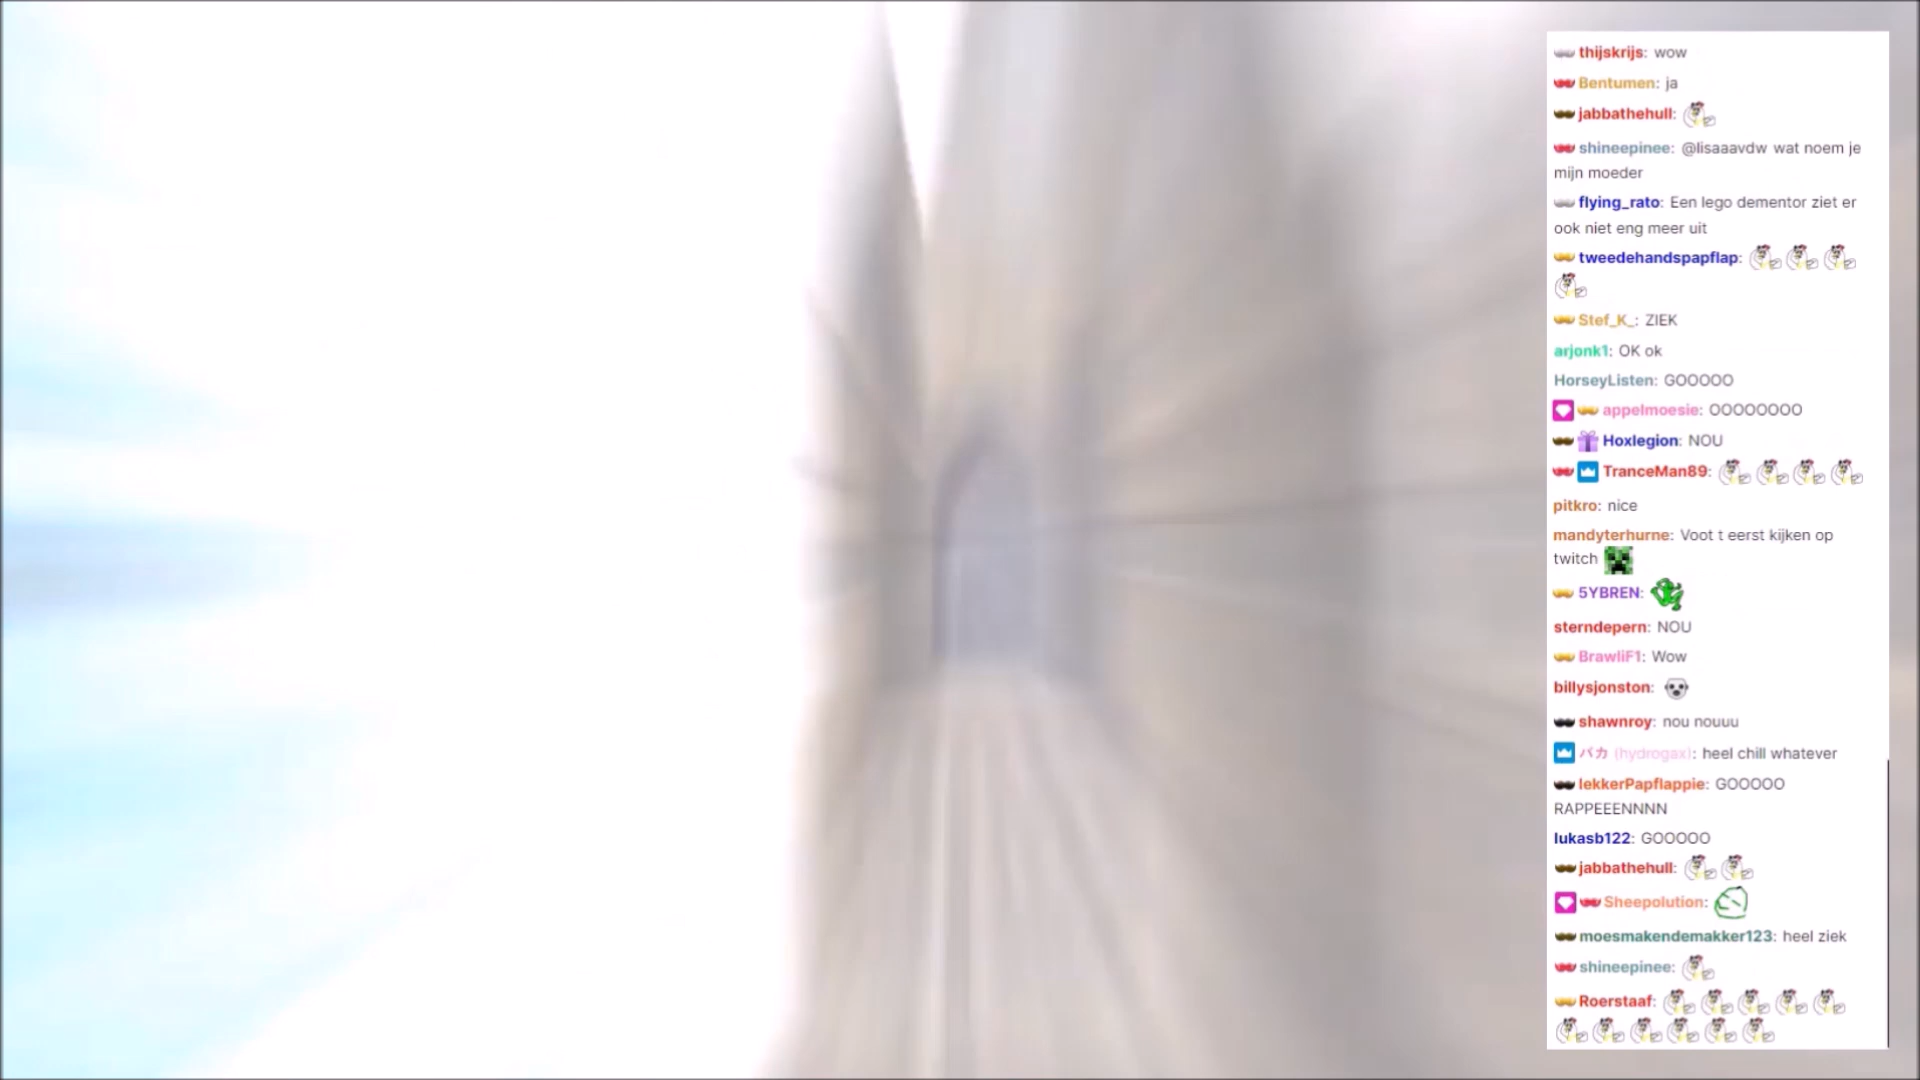 thijskrijs: wow
Bentumen: ja
jabbathehull:
shineepinee: @lisaaavdw wat noem je
mijn moeder
flying_rato: Een lego dementor ziet er
ook niet eng meer uit
tweedehandspapflap:
Stef_K_: ZIEK
arjonk1: OK ok
HorseyListen: GOOOOO
appelmoesie: OOOOOOOO
Hoxlegion: NOU
TranceMan89:
pitkro: nice
mandyterhurne: Voot t eerst kijken op
twitch
5YBREN:
sterndepern: NOU
BrawliF1: Wow
billysjonston:
shawnroy: nou nouuu
バカ (hydrogax): heel chill whatever
lekkerPapflappie: GOOOOO
RAPPEEENNNN
lukasb122: GOOOOO
jabbathehull:
Sheepolution:
moesmakendemakker123: heel ziek
shineepinee:
Roerstaaf: